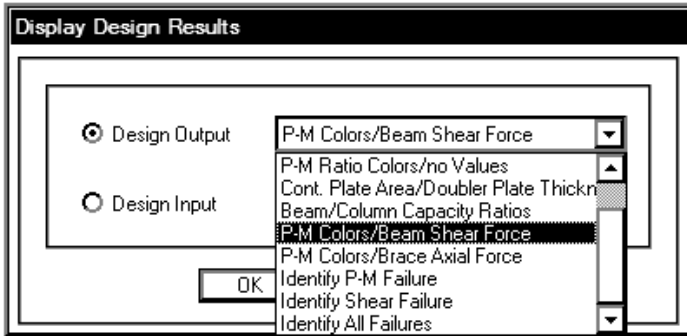 Display Design Results
Design Output
P-M Colors/Beam Shear Force
P-M Ratio Colors/no Values
Cont. Plate Area/Doubler Plate Thickn
Design Input
Beam/Column Capacity Ratios
P-M Colors/Beam Shear Force
P-M Colors/Brace Axial Force
OK
Identify P-M Failure
Identify Shear Failure
Identify All Failures